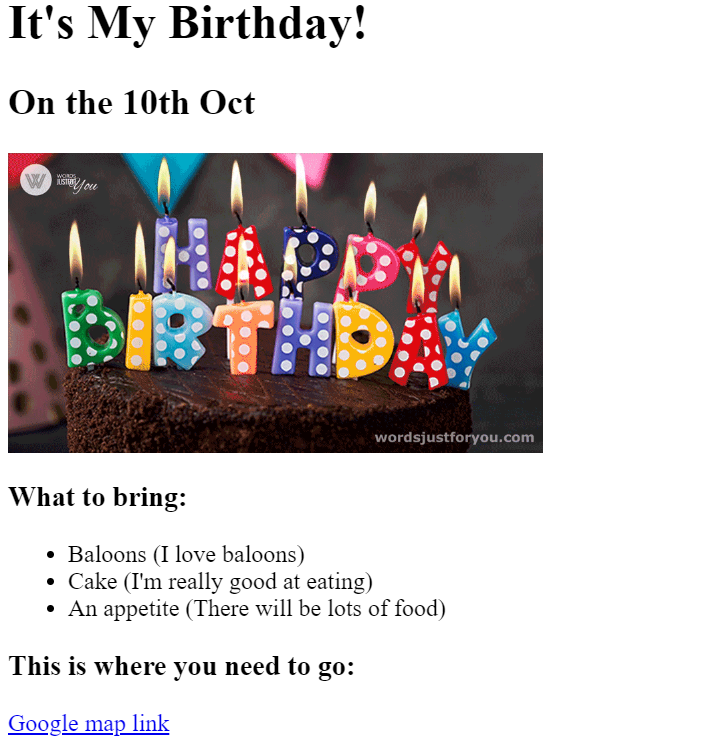 It's My Birthday!
On the 10th Oct
WORDS
JUSTFOR
You
HAPPY
BIRTHDAY
wordsjustforyou.com
What to bring:
Baloons (I love baloons)
Cake (I'm really good at eating)
An appetite (There will be lots of food)
This is where you need to go:
Google map link